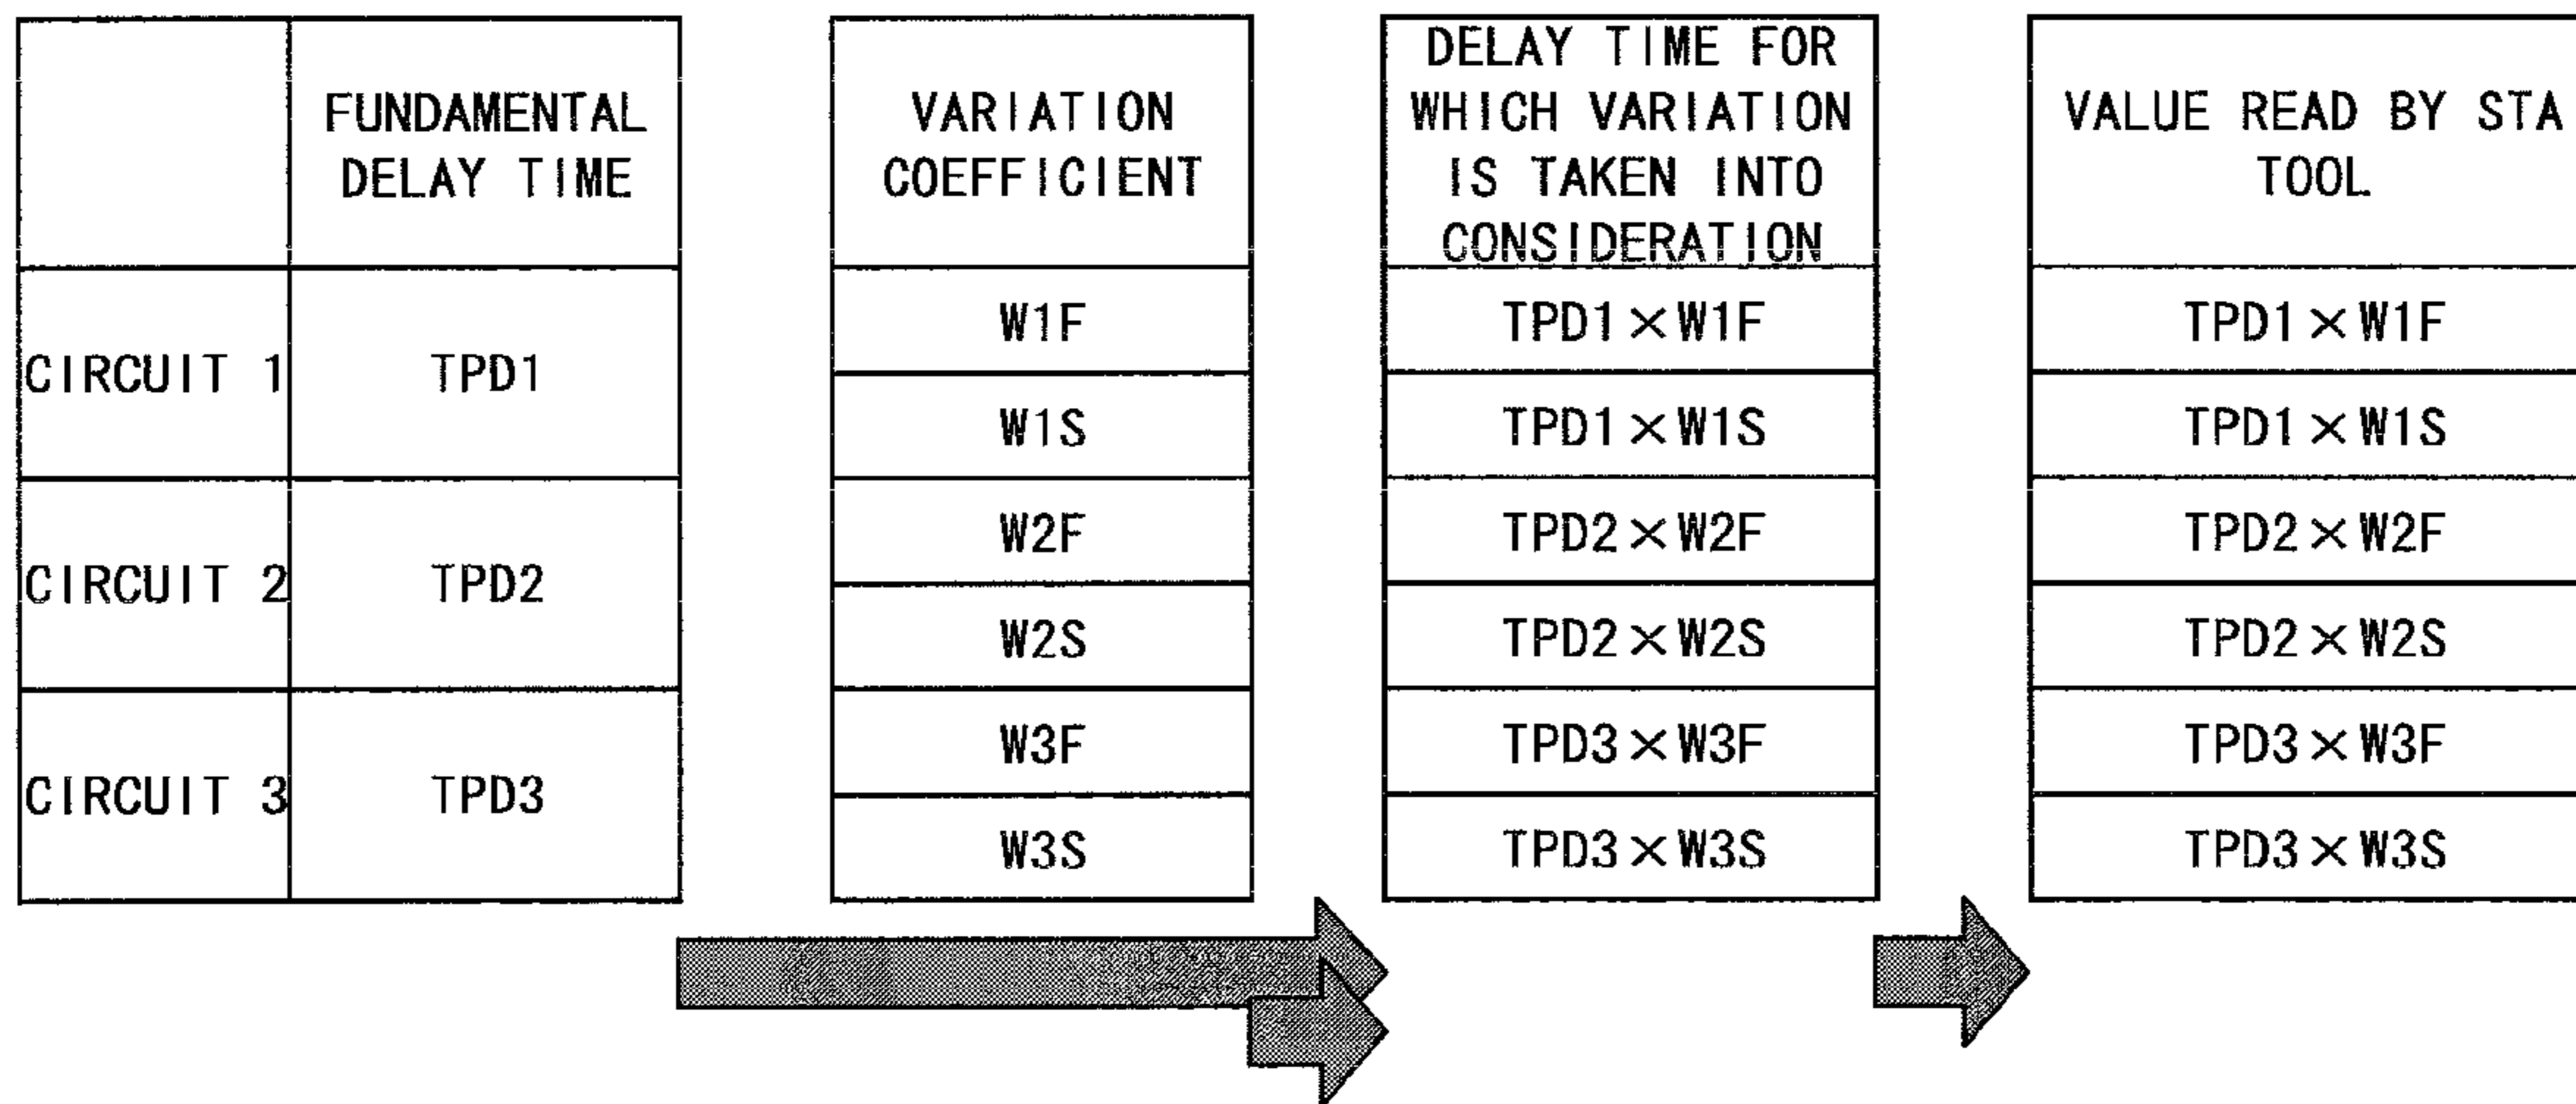 FUNDAMENTAL
DELAY TIME
CIRCUIT 1
TPD1
CIRCUIT 2
TPD2
CIRCUIT 3
TPD3
VARIATION
COEFFICIENT
W1F
W1S
W2F
W2S
W3F
W3S
DELAY TIME FOR
WHICH VARIATION
IS TAKEN INTO
CONSIDERATION
TPD1×W1F
TPD1×W1S
TPD2×W2F
TPD2×W2S
TPD3×W3F
TPD3×W3S
VALUE READ BY STA
TOOL
TPD1×W1F
TPD1×W1S
TPD2×W2F
TPD2×W2S
TPD3×W3F
TPD3×W3S